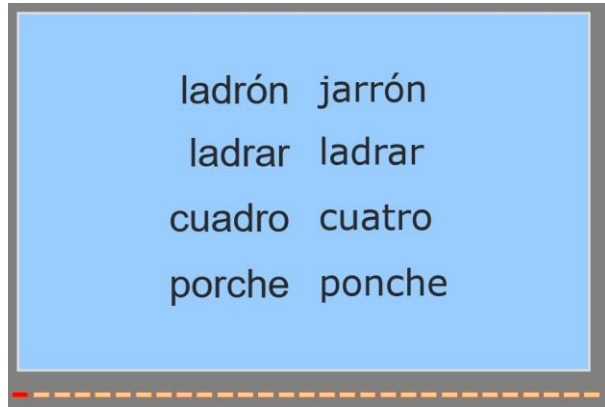 ladrón jarrón
ladrar ladrar
cuadro cuatro
porche ponche